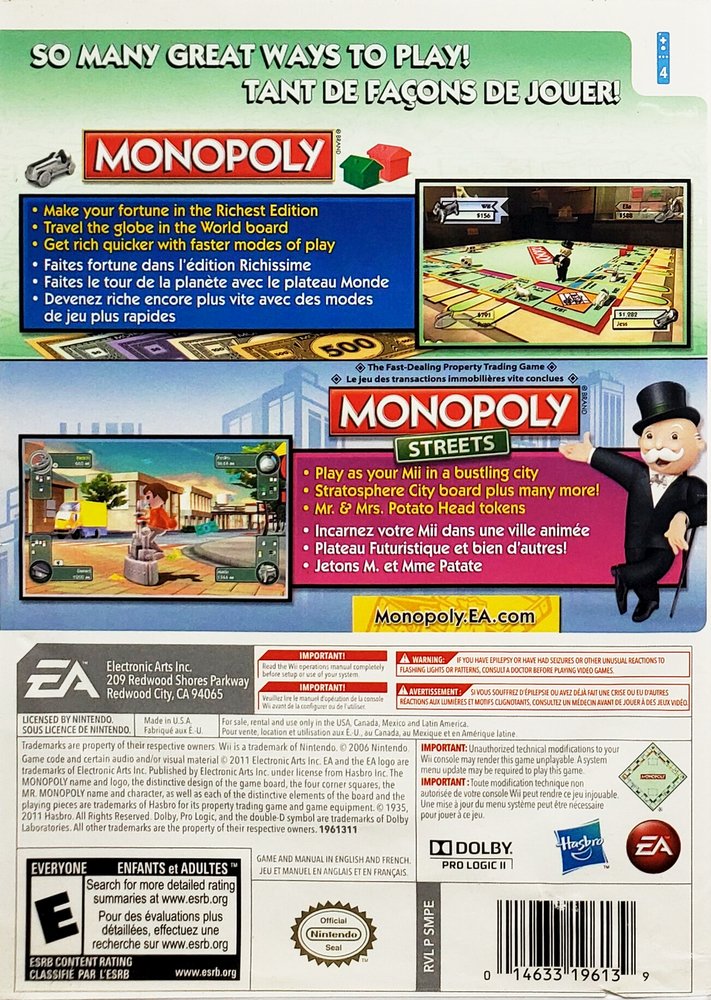 SO MANY GREAT WAYS TO PLAY!
TANT DE FAÇONS DE JOUER!
4
MONOPOLY
BRAND
• Make your fortune in the Richest Edition
• Travel the globe in the World board
• Get rich quicker with faster modes of play
• Faites fortune dans l'édition Richissime
• Faites le tour de la planète avec le plateau Monde
• Devenez riche encore plus vite avec des modes
de jeu plus rapides
$156
$1,282
Jess
500
The Fast-Dealing Property Trading Game
Le jeu des transactions immobilières vite conclues
MONOPOLY
BRAND
STREETS
• Play as your Mii in a bustling city
• Stratosphere City board plus many more!
• Mr. & Mrs. Potato Head tokens
• Incarnez votre Mii dans une ville animée
• Plateau Futuristique et bien d'autres!
• Jetons M. et Mme Patate
Monopoly.EA.com
EA
Electronic Arts Inc.
209 Redwood Shores Parkway
Redwood City, CA 94065
IMPORTANT!
Read the Wii operations manual completely
before setup or use of your system.
IMPORTANT!
Veuillez lire le manuel d'opération de la console
Wii avant de la configurer ou de l'utiliser.
WARNING: IF YOU HAVE EPILEPSY OR HAVE HAD SEIZURES OR OTHER UNUSUAL REACTIONS TO
FLASHING LIGHTS OR PATTERNS, CONSULT A DOCTOR BEFORE PLAYING VIDEO GAMES.
AVERTISSEMENT: SI VOUS SOUFFREZ D'ÉPILEPSIE OU AVEZ DÉJÀ FAIT UNE CRISE OU EU D'AUTRES
RÉACTIONS AUX LUMIÈRES ET MOTIFS CLIGNOTANTS, CONSULTEZ UN MÉDECIN AVANT DE JOUER À DES JEUX VIDÉO.
LICENSED BY NINTENDO.
SOUS LICENCE DE NINTENDO.
Made in U.S.A.
Fabriqué aux É.-U.
For sale, rental and use only in the USA, Canada, Mexico and Latin America.
Pour vente, location et utilisation aux É.-U., au Canada, au Mexique et en Amérique latine.
Trademarks are property of their respective owners. Wii is a trademark of Nintendo. © 2006 Nintendo.
Game code and certain audio and/or visual material © 2011 Electronic Arts Inc. EA and the EA logo are
trademarks of Electronic Arts Inc. Published by Electronic Arts Inc. under license from Hasbro Inc. The
MONOPOLY name and logo, the distinctive design of the game board, the four corner squares, the
MR. MONOPOLY name and character, as well as each of the distinctive elements of the board and the
playing pieces are trademarks of Hasbro for its property trading game and game equipment. © 1935,
2011 Hasbro. All Rights Reserved. Dolby, Pro Logic, and the double-D symbol are trademarks of Dolby
Laboratories. All other trademarks are the property of their respective owners. 1961311
IMPORTANT: Unauthorized technical modifications to your
Wii console may render this game unplayable. A system
menu update may be required to play this game.
IMPORTANT: Toute modification technique non
autorisée de votre console Wii peut rendre ce jeu injouable.
Une mise à jour du menu système peut être nécessaire
pour jouer à ce jeu.
MONOPOLY
DOLBY
PRO LOGIC II
Hasbro
EA
EVERYONE
ENFANTS et ADULTES
E
Search for more detailed rating
summaries at www.esrb.org
Pour des évaluations plus
détaillées, effectuez une
recherche sur www.esrb.org
ESRB CONTENT RATING
CLASSIFIÉ PAR L'ESRB
www.esrb.org
GAME AND MANUAL IN ENGLISH AND FRENCH.
JEU ET MANUEL EN ANGLAIS ET EN FRANÇAIS.
Official
Nintendo
Seal
RVL P SMPE
0 14633 19613 9